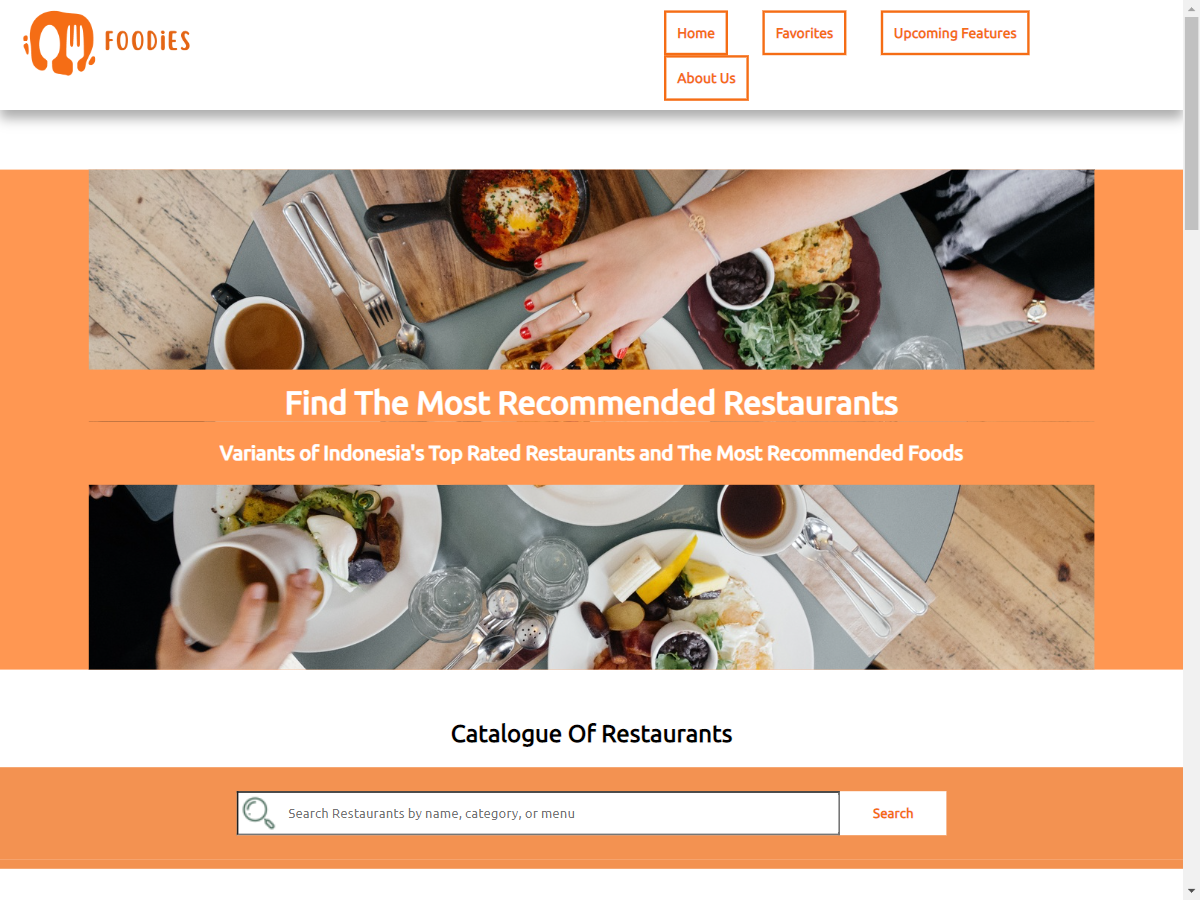 FOODiES
Home
Favorites
Upcoming Features
About Us
Find The Most Recommended Restaurants
Variants of Indonesia's Top Rated Restaurants and The Most Recommended Foods
Catalogue Of Restaurants
Search Restaurants by name, category, or menu
Search